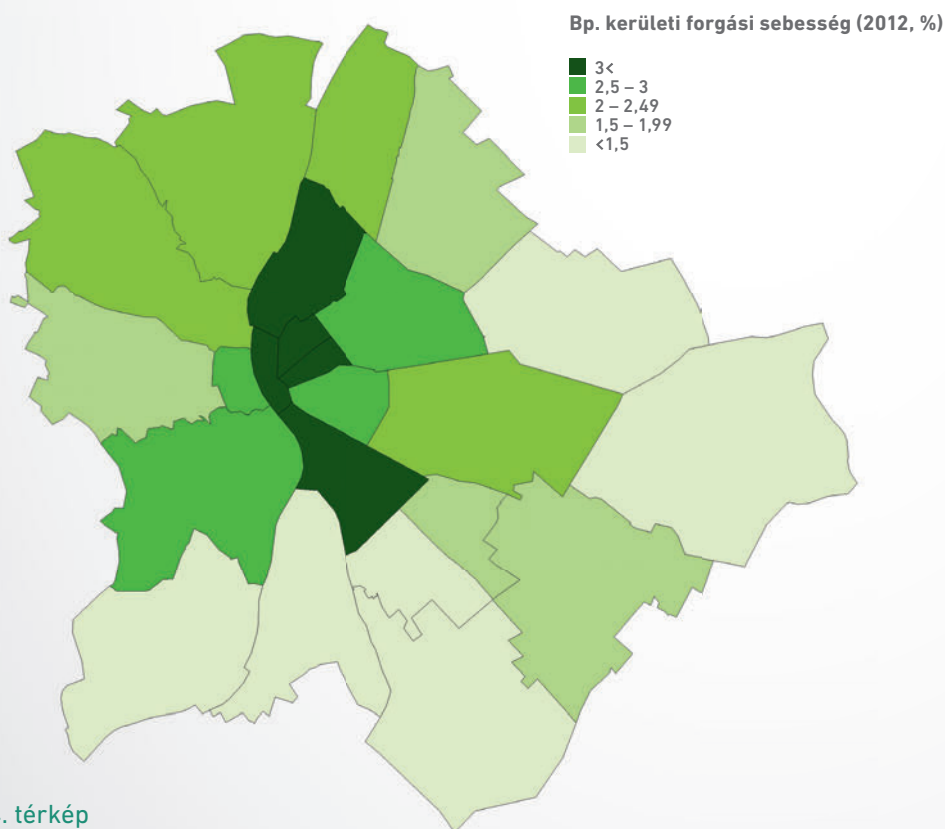 Bp. kerületi forgási sebesség (2012, %)
3<
2,5 – 3
2 – 2,49
1,5 – 1,99
<1,5
. térkép